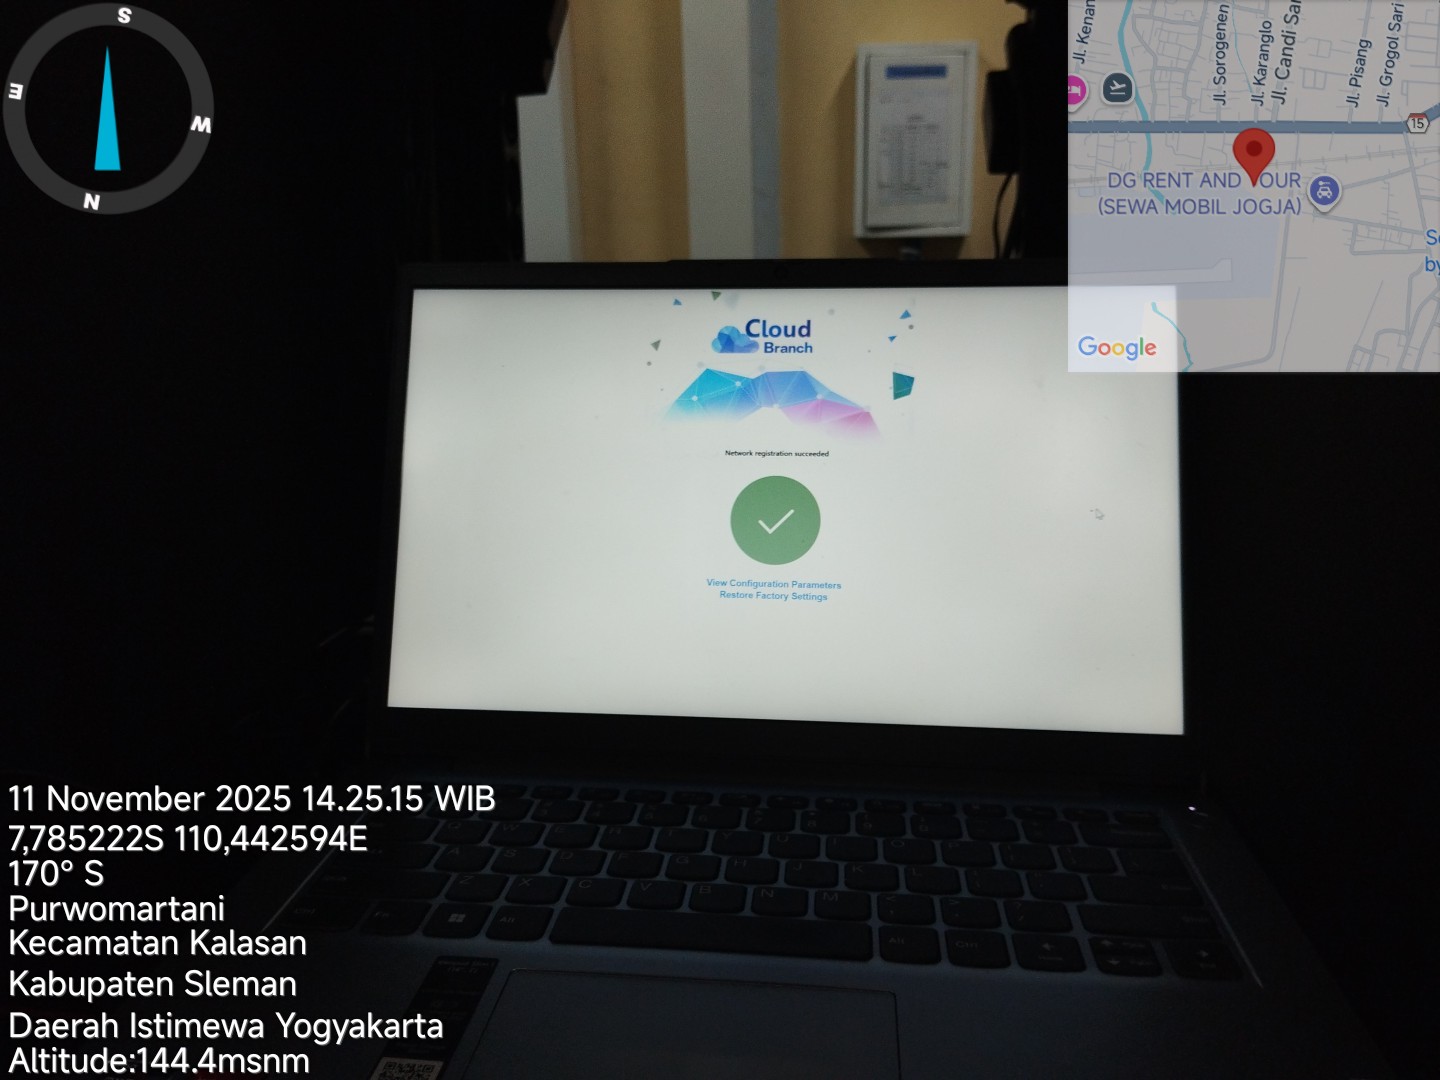 S
E
W
N
Jl. Kenan
Jl. Sorogenen
Jl. Karanglo
Jl. Candi Sar
Jl. Pisang
Jl. Grogol Sari
15
DG RENT AND TOUR
(SEWA MOBIL JOGJA)
Google
Cloud
Branch
Network registration succeeded
View Configuration Parameters
Restore Factory Settings
11 November 2025 14.25.15 WIB
7,785222S 110,442594E
170° S
Purwomartani
Kecamatan Kalasan
Kabupaten Sleman
Daerah Istimewa Yogyakarta
Altitude:144.4msnm